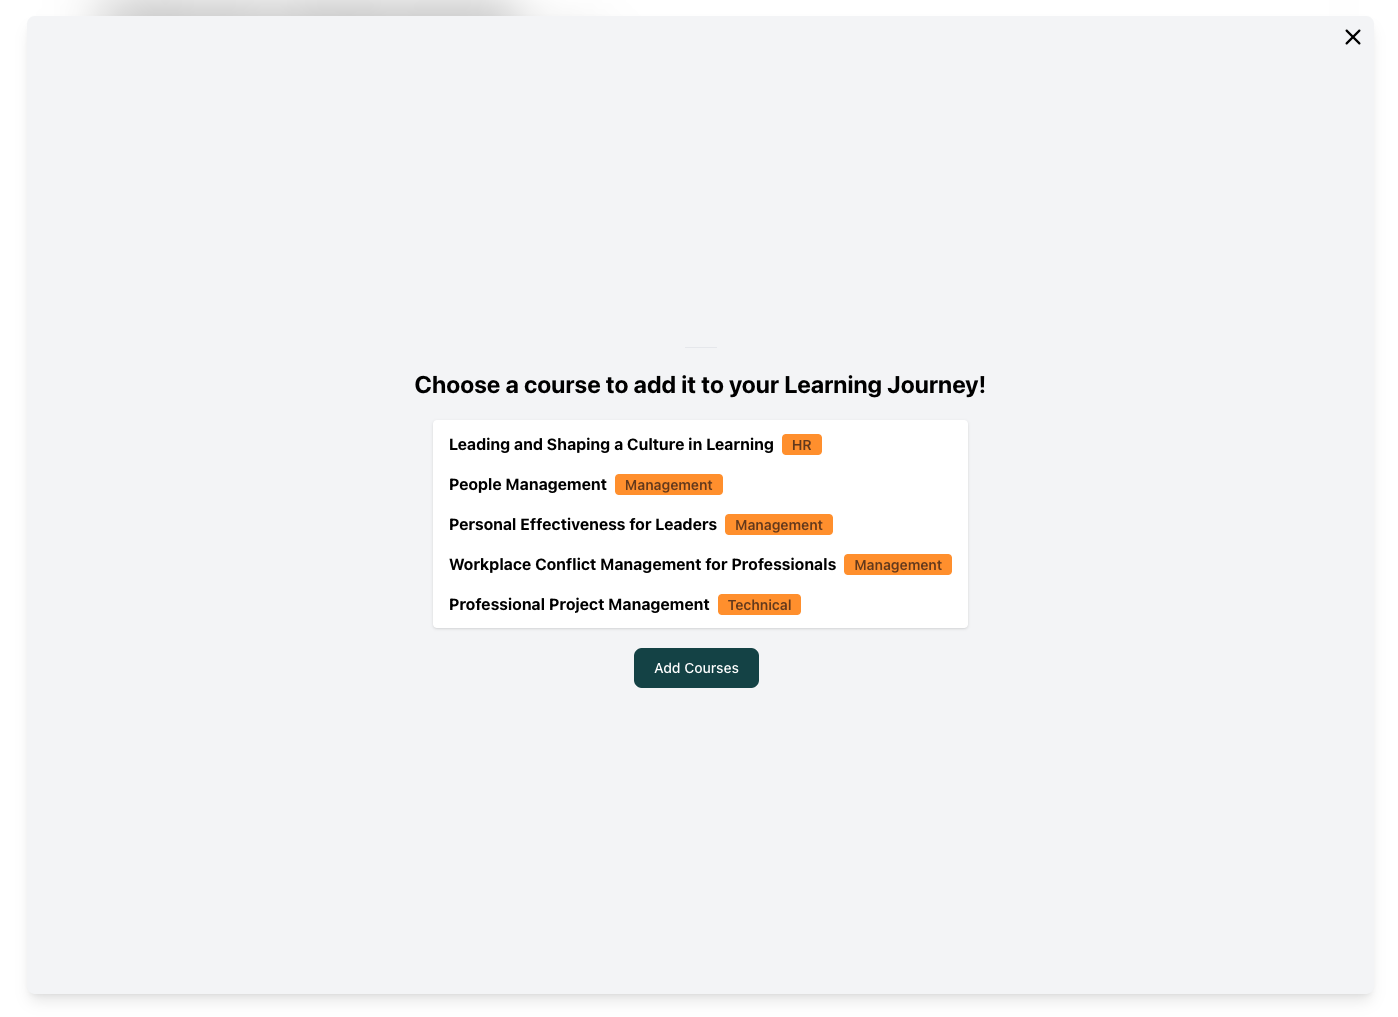 Choose a course to add it to your Learning Journey!
Leading and Shaping a Culture in Learning HR
People Management Management
Personal Effectiveness for Leaders Management
Workplace Conflict Management for Professionals Management
Professional Project Management Technical
Add Courses